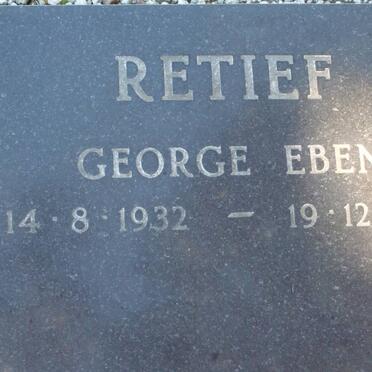 RETIEF
GEORGE EBEN
14·8·1932 – 19·12